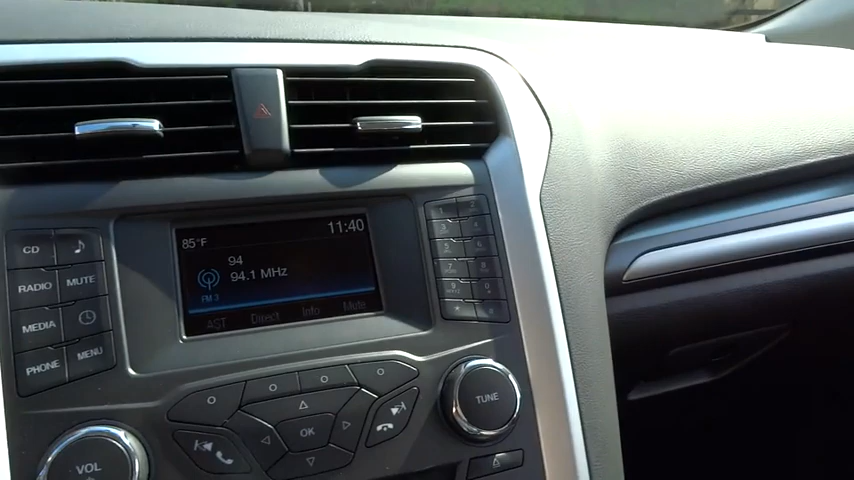 85°F
11:40
94
94.1 MHz
FM 3
AST Direct Info Mute
CD
RADIO MUTE
MEDIA
PHONE MENU
1 2
3 4
5 6
7 8
9 0
* #
OK
VOL
TUNE